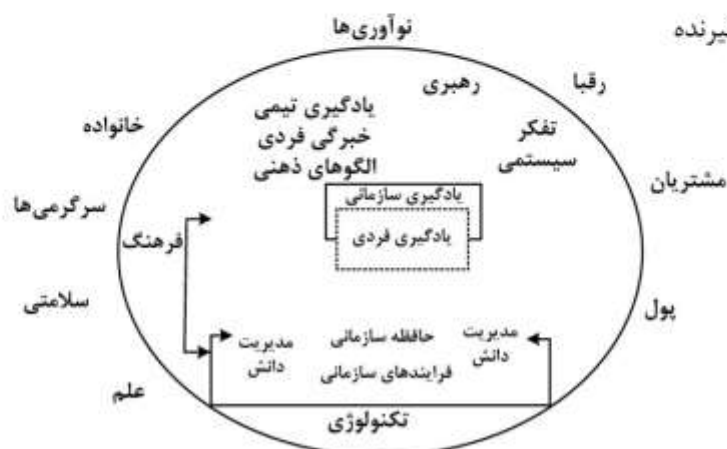 یرنده
نوآوری‌ها
رقبا
رهبری
خانواده
یادگیری تیمی
خبرگی فردی
الگوهای ذهنی
تفکر
سیستمی
مشتریان
سرگرمی‌ها
یادگیری سازمانی
یادگیری فردی
فرهنگ
سلامتی
پول
مدیریت
دانش
حافظه سازمانی
فرایندهای سازمانی
مدیریت
دانش
علم
تکنولوژی